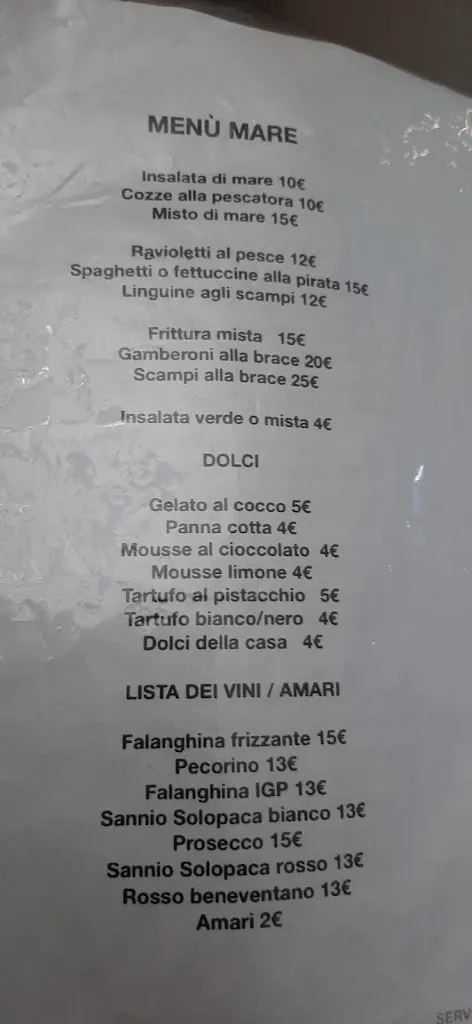 MENÙ MARE
Insalata di mare 10€
Cozze alla pescatora 10€
Misto di mare 15€
Ravioletti al pesce 12€
Spaghetti o fettuccine alla pirata 15€
Linguine agli scampi 12€
Frittura mista 15€
Gamberoni alla brace 20€
Scampi alla brace 25€
Insalata verde o mista 4€
DOLCI
Gelato al cocco 5€
Panna cotta 4€
Mousse al cioccolato 4€
Mousse limone 4€
Tartufo al pistacchio 5€
Tartufo bianco/nero 4€
Dolci della casa 4€
LISTA DEI VINI / AMARI
Falanghina frizzante 15€
Pecorino 13€
Falanghina IGP 13€
Sannio Solopaca bianco 13€
Prosecco 15€
Sannio Solopaca rosso 13€
Rosso beneventano 13€
Amari 2€
SERV